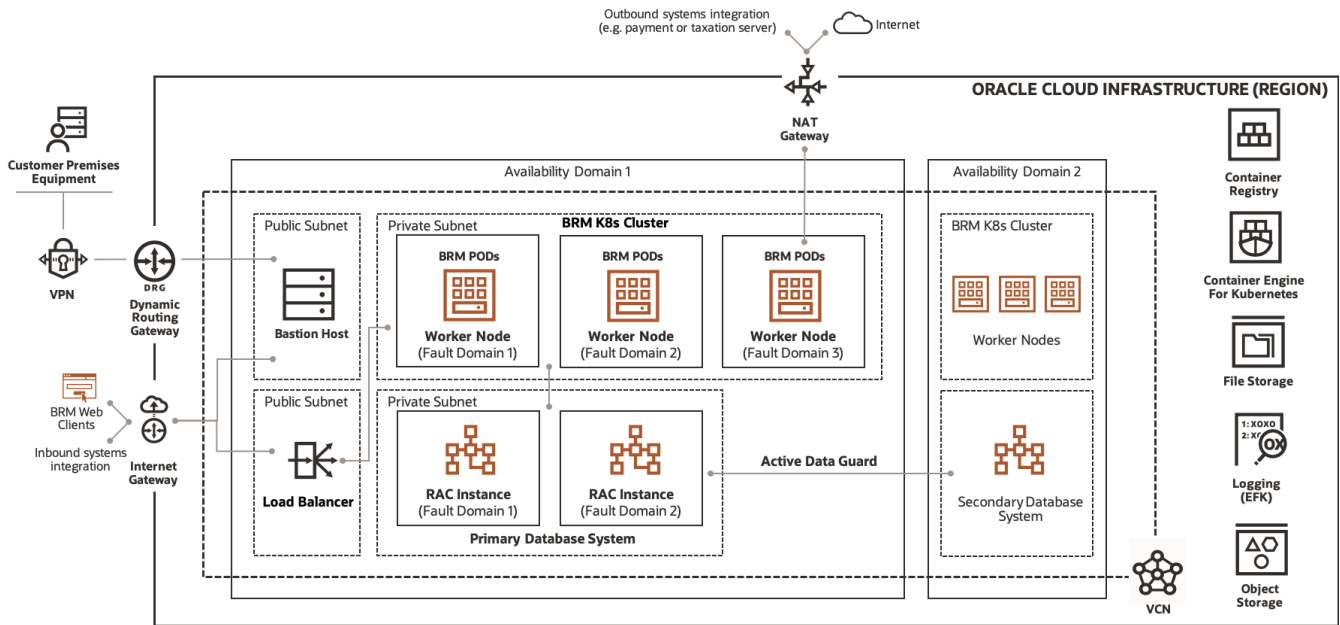 Outbound systems integration
(e.g. payment or taxation server)
Internet
ORACLE CLOUD INFRASTRUCTURE (REGION)
NAT
Gateway
Customer Premises
Equipment
VPN
DRG
Dynamic
Routing
Gateway
BRM Web
Clients
Inbound systems
integration
Internet
Gateway
Availability Domain 1
Public Subnet
Bastion Host
Public Subnet
Load Balancer
Private Subnet
BRM K8s Cluster
BRM PODs
Worker Node
(Fault Domain 1)
BRM PODs
Worker Node
(Fault Domain 2)
BRM PODs
Worker Node
(Fault Domain 3)
Private Subnet
RAC Instance
(Fault Domain 1)
RAC Instance
(Fault Domain 2)
Primary Database System
Active Data Guard
Availability Domain 2
BRM K8s Cluster
Worker Nodes
Secondary Database
System
VCN
Container
Registry
Container Engine
For Kubernetes
File Storage
1: XOXO
2: X
OX
Logging
(EFK)
Object
Storage